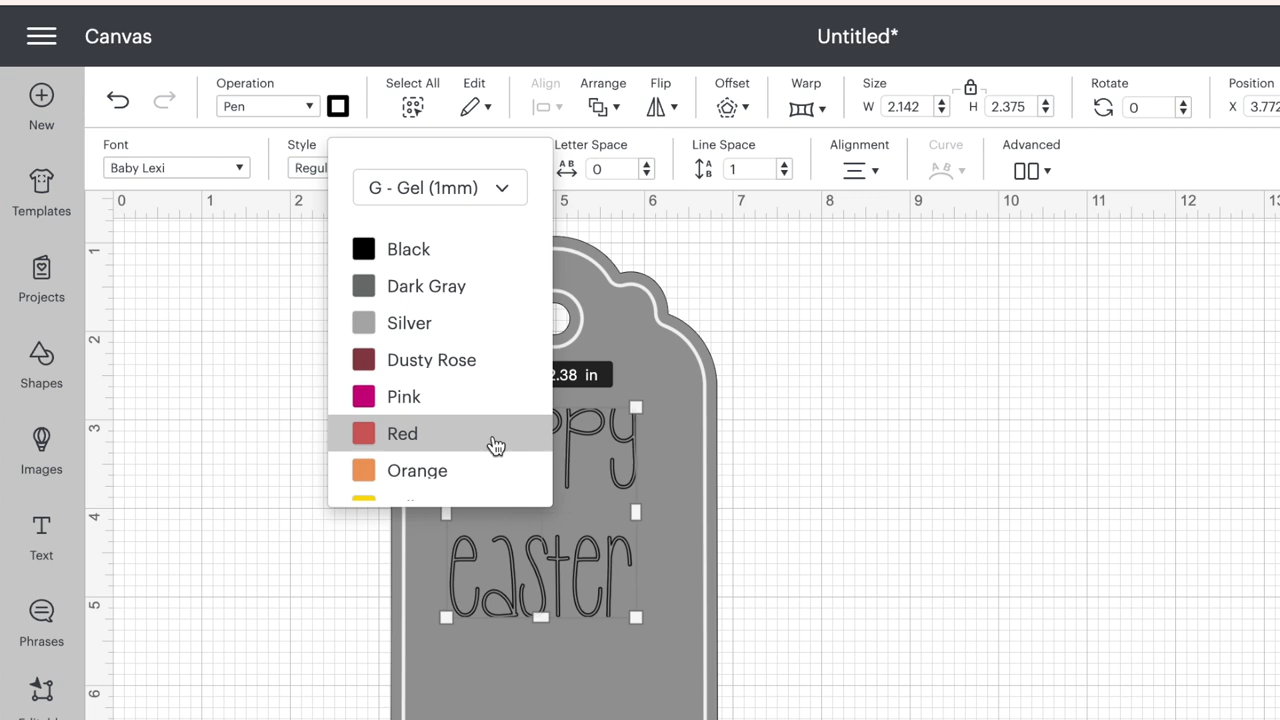 Canvas
Untitled*
New
Templates
Projects
Shapes
Images
Text
Phrases
Operation
Pen
Select All
Edit
Align
Arrange
Flip
Offset
Warp
Size
W 2.142
H 2.375
Rotate
0
Position
X 3.772
Font
Baby Lexi
Style
Letter Space
0
Line Space
1
Alignment
Curve
Advanced
0 1 2 5 6 7 8 9 10 11 12
1
2
3
4
5
6
G - Gel (1mm)
Black
Dark Gray
Silver
Dusty Rose
Pink
Red
Orange
2.38 in
ppy
easter